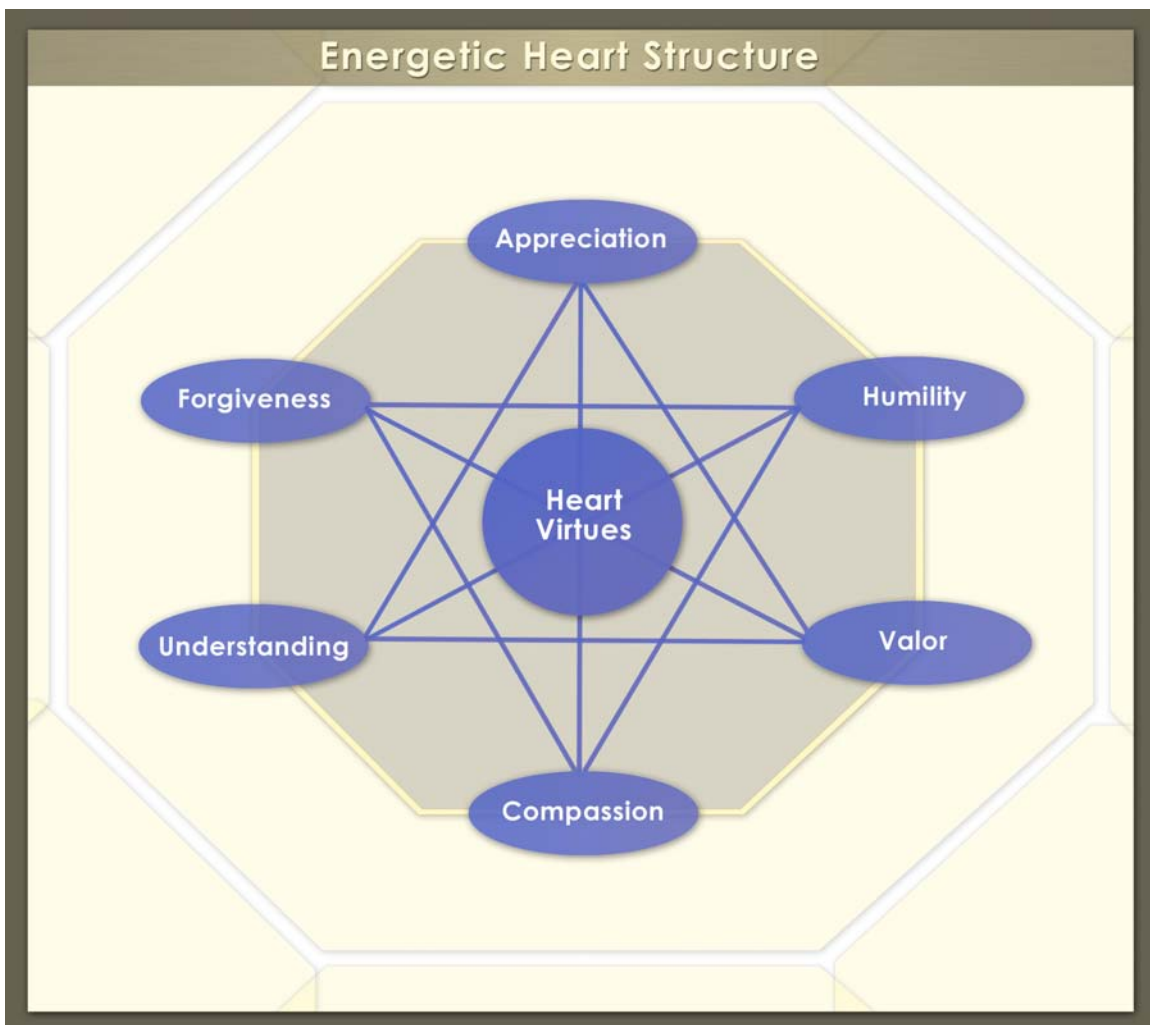 Energetic Heart Structure
Appreciation
Forgiveness
Humility
Heart
Virtues
Understanding
Valor
Compassion